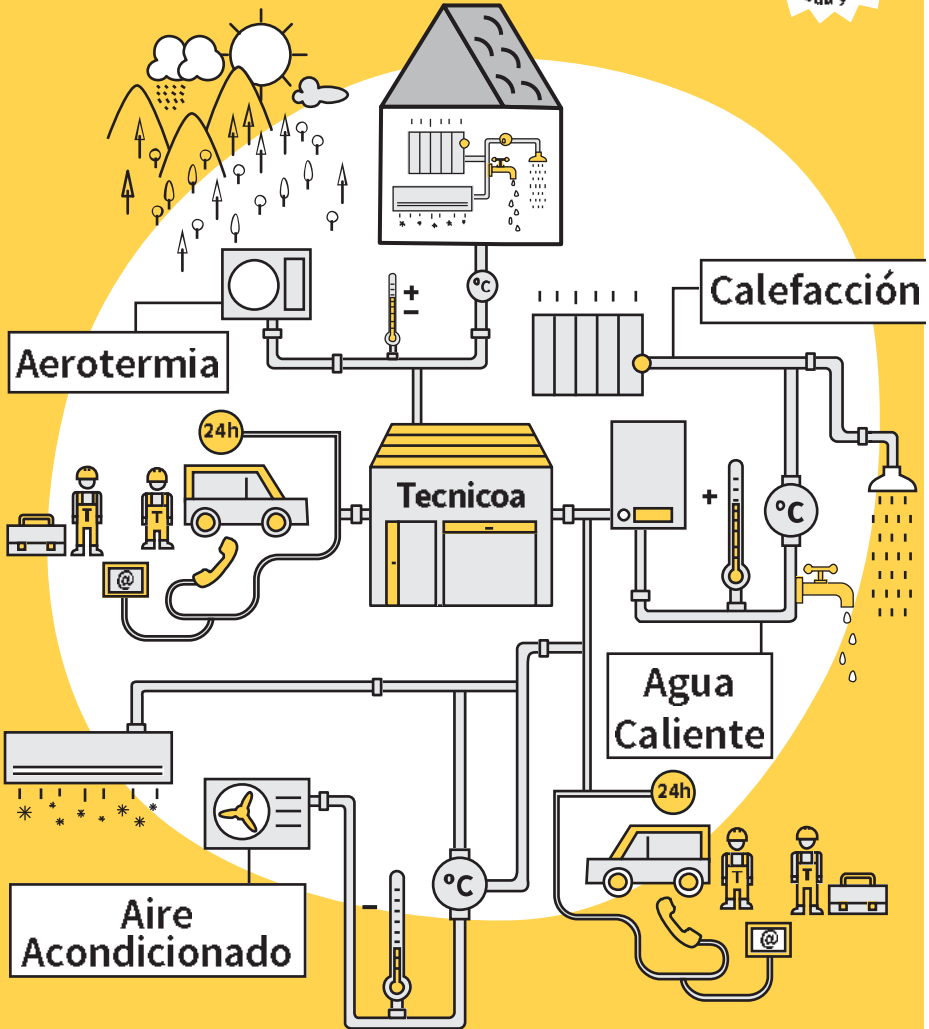 °C
+
-
Calefacción
Aerotermia
24h
Tecnicoa
T
T
+
°C
@
Agua
Caliente
24h
-
°C
T
T
Aire
Acondicionado
@